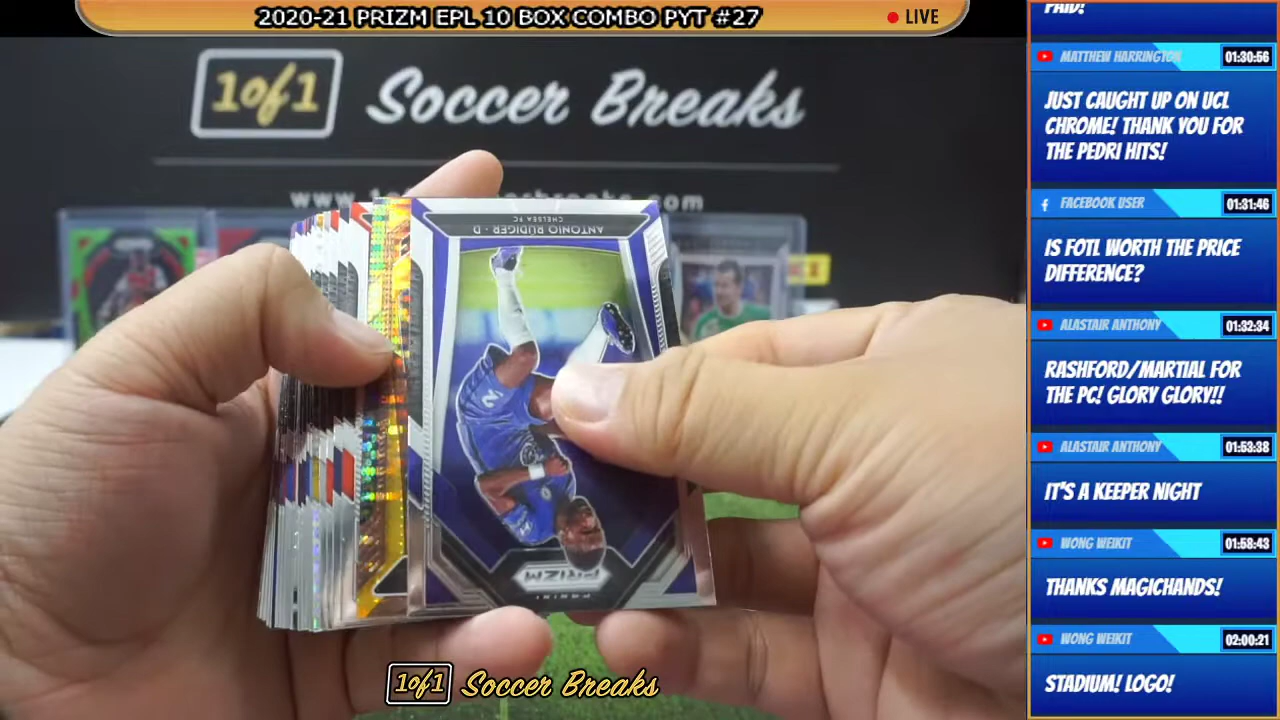 2020-21 PRIZM EPL 10 BOX COMBO PYT #27
LIVE
1of1 Soccer Breaks
ANTONIO RÜDIGER - D
CHELSEA FC
2
PRIZM
PANINI
1of1 Soccer Breaks
PAID!
MATTHEW HARRINGTON 01:30:56
JUST CAUGHT UP ON UCL
CHROME! THANK YOU FOR
THE PEDRI HITS!
FACEBOOK USER 01:31:46
IS FOTL WORTH THE PRICE
DIFFERENCE?
ALASTAIR ANTHONY 01:32:34
RASHFORD/MARTIAL FOR
THE PC! GLORY GLORY!!
ALASTAIR ANTHONY 01:53:38
IT'S A KEEPER NIGHT
WONG WEIKIT 01:58:43
THANKS MAGICHANDS!
WONG WEIKIT 02:00:21
STADIUM! LOGO!